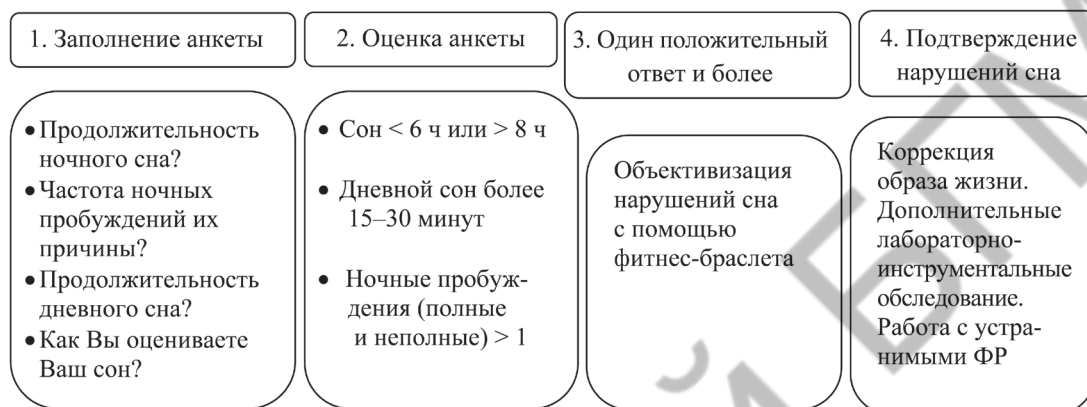 1. Заполнение анкеты
2. Оценка анкеты
3. Один положительный
ответ и более
4. Подтверждение
нарушений сна
• Продолжительность
ночного сна?
• Частота ночных
пробуждений их
причины?
• Продолжительность
дневного сна?
• Как Вы оцениваете
Ваш сон?
• Сон < 6 ч или > 8 ч
• Дневной сон более
15–30 минут
• Ночные пробуж-
дения (полные
и неполные) > 1
Объективизация
нарушений сна
с помощью
фитнес-браслета
Коррекция
образа жизни.
Дополнительные
лабораторно-
инструментальные
обследование.
Работа с устра-
нимыми ФР